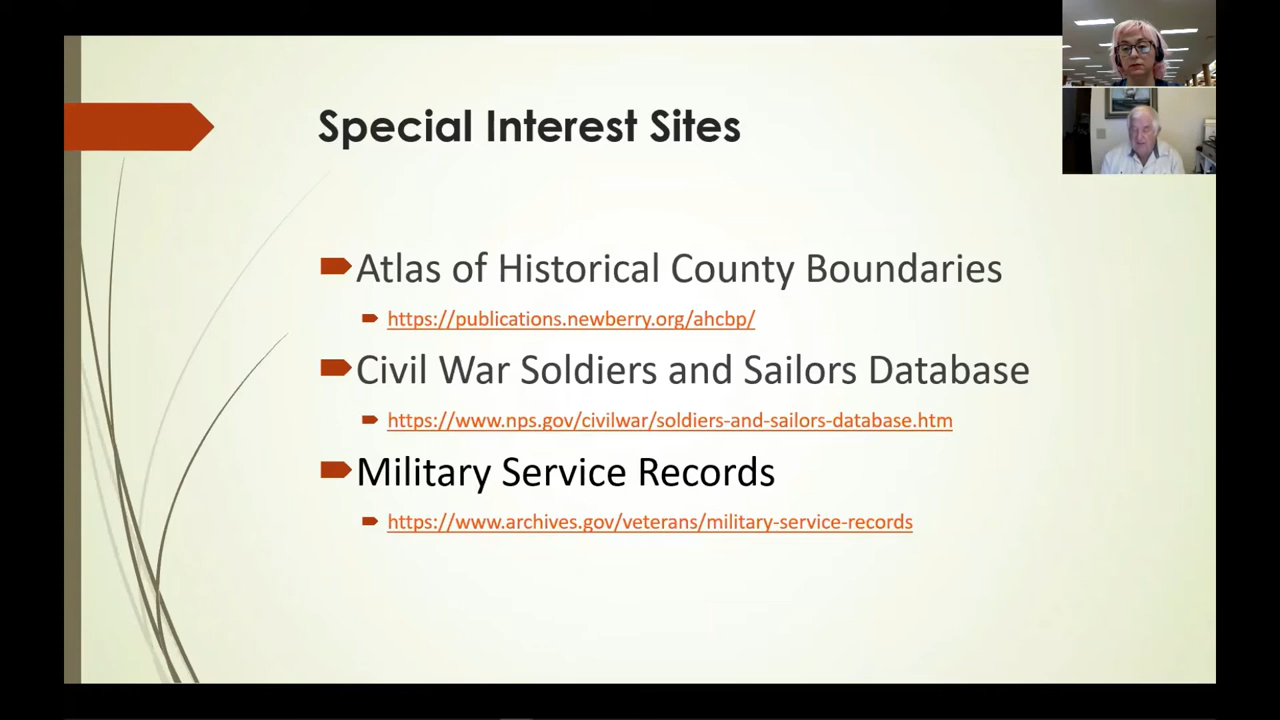 Special Interest Sites
Atlas of Historical County Boundaries
https://publications.newberry.org/ahcbp/
Civil War Soldiers and Sailors Database
https://www.nps.gov/civilwar/soldiers-and-sailors-database.htm
Military Service Records
https://www.archives.gov/veterans/military-service-records